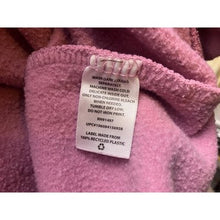 WASH DARK COLORS
SEPARATELY.
MACHINE WASH COLD
DELICATE INSIDE OUT.
ONLY NON-CHLORINE BLEACH
WHEN NEEDED.
TUMBLE DRY LOW.
DO NOT IRON PRINT.
LABEL MADE FROM
100% RECYCLED PLASTIC